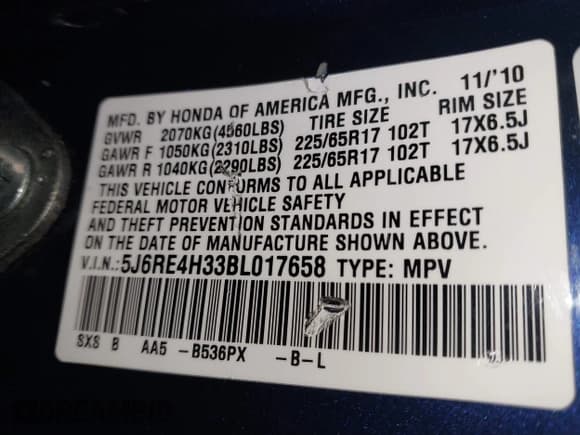 MFD. BY HONDA OF AMERICA MFG., INC. 11/'10
GVWR 2070KG(4560LBS) TIRE SIZE RIM SIZE
GAWR F 1050KG(2310LBS) 225/65R17 102T 17X6.5J
GAWR R 1040KG(2290LBS) 225/65R17 102T 17X6.5J
THIS VEHICLE CONFORMS TO ALL APPLICABLE
FEDERAL MOTOR VEHICLE SAFETY
AND THEFT PREVENTION STANDARDS IN EFFECT
ON THE DATE OF MANUFACTURE SHOWN ABOVE.
V.I.N.:5J6RE4H33BL017658 TYPE: MPV
SXS B AA5 -B536PX -B-L